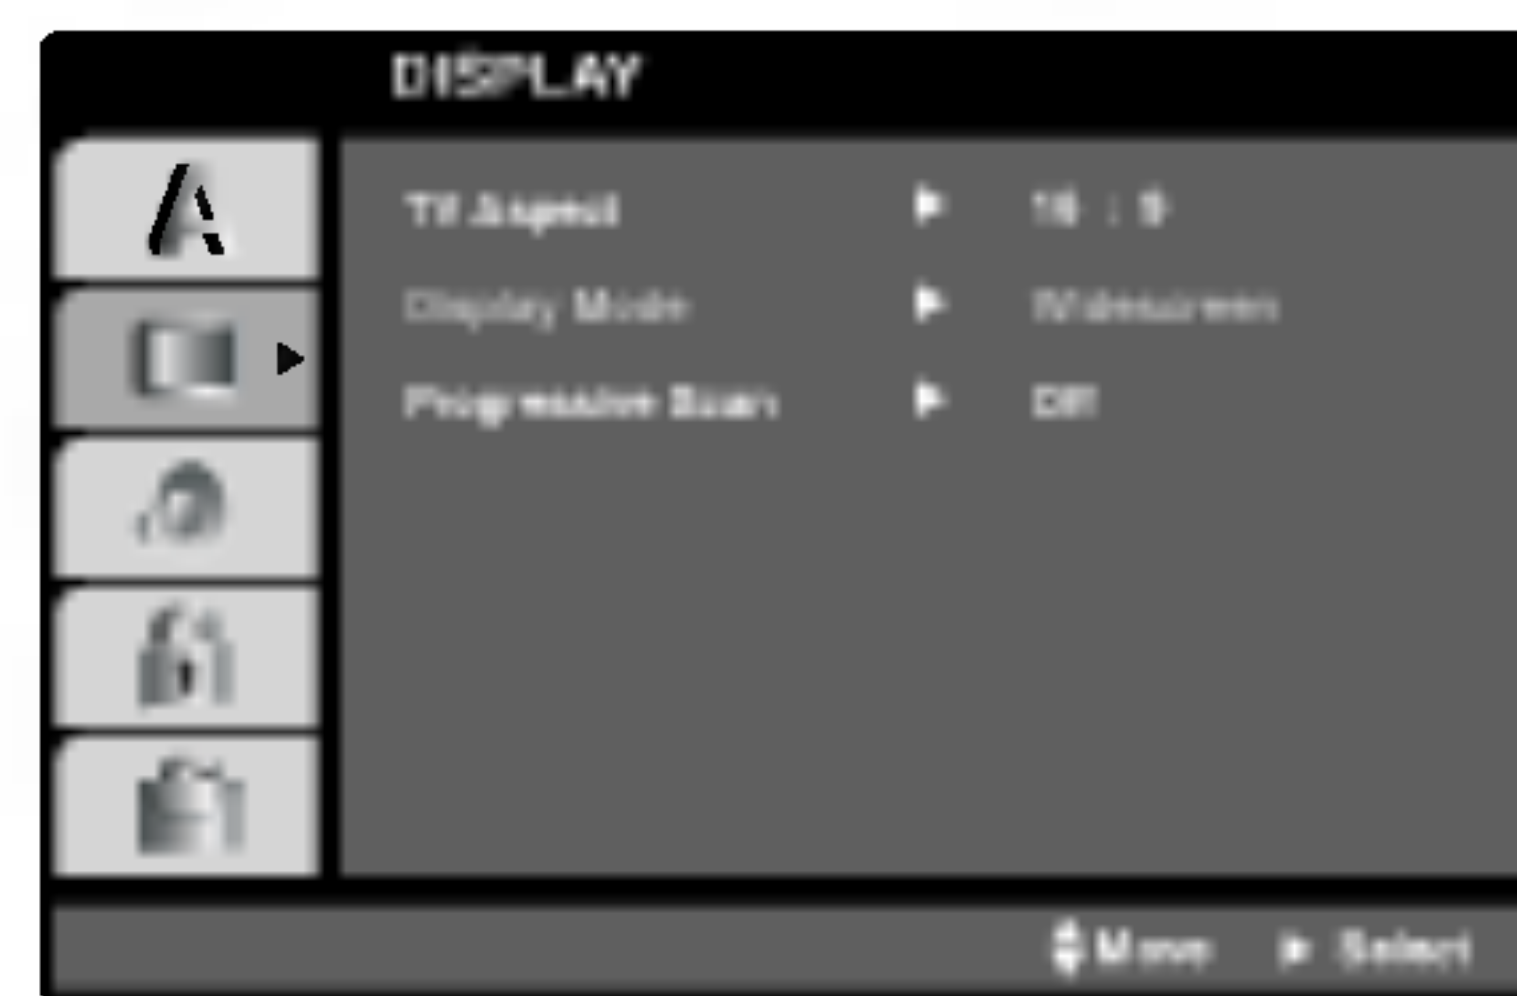 DISPLAY
TV Aspect 16 : 9
Display Mode Widescreen
Progressive Scan Off
Move Select